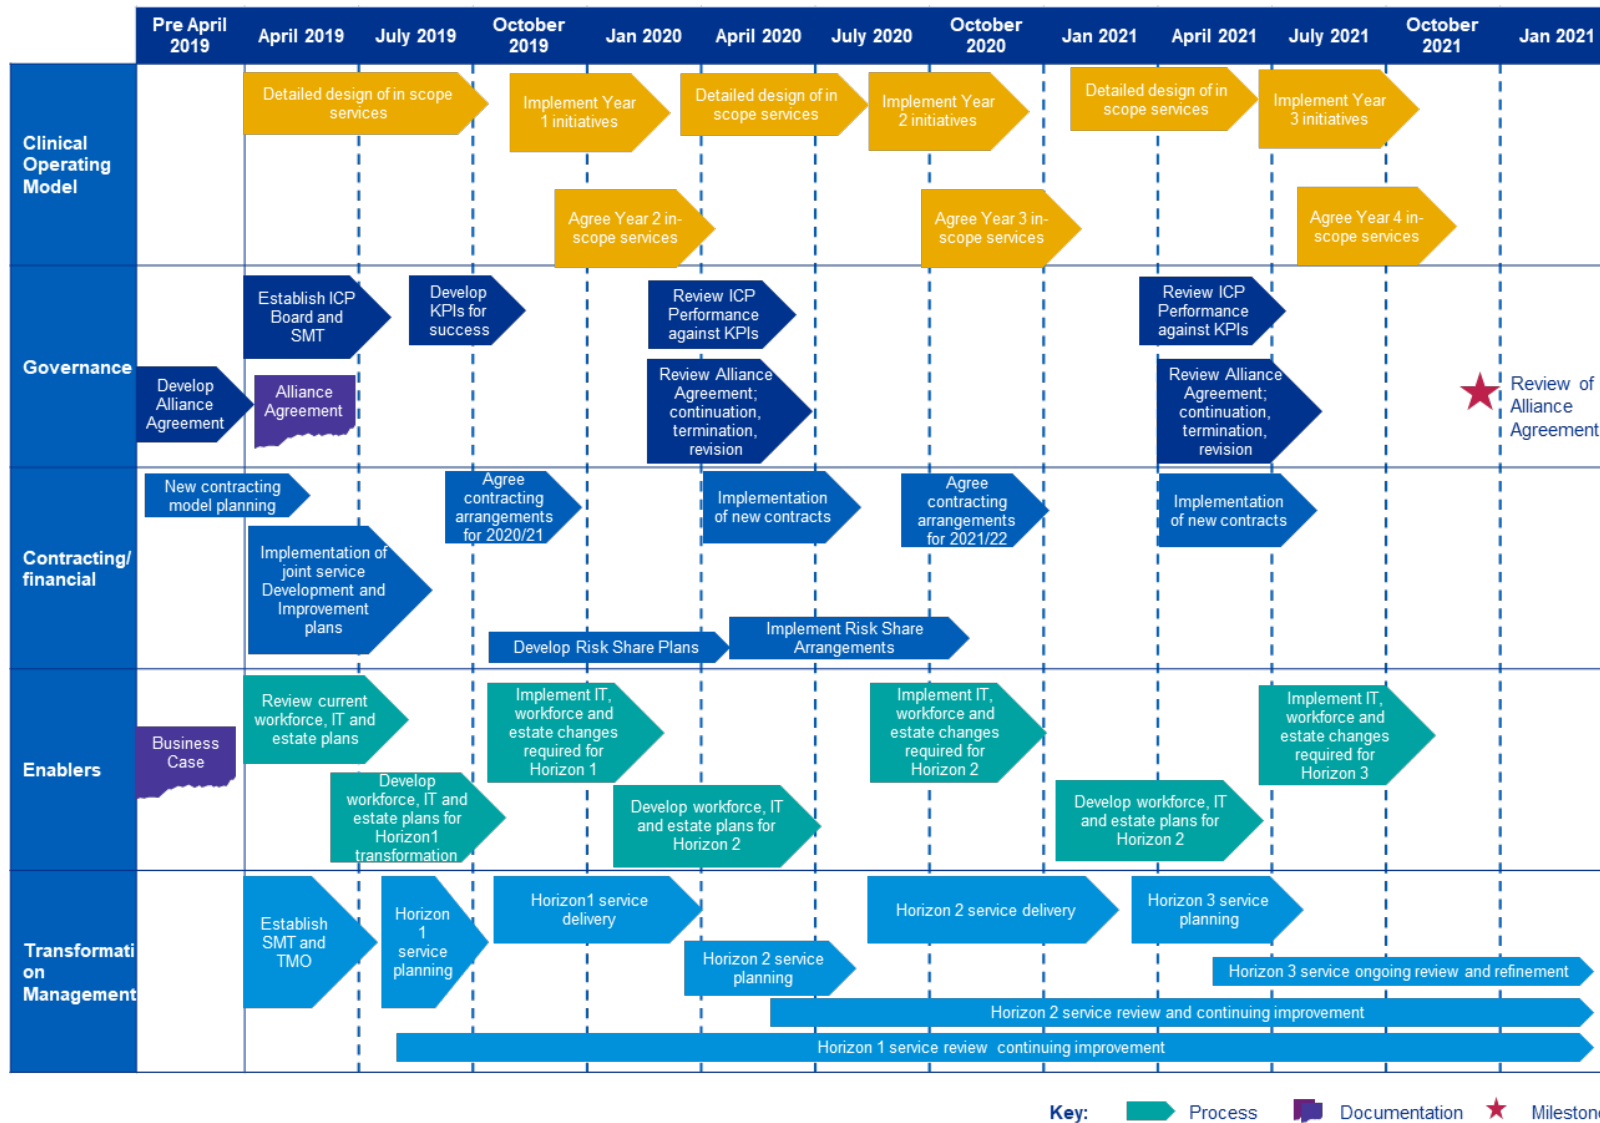 Pre April
2019
April 2019
July 2019
October
2019
Jan 2020
April 2020
July 2020
October
2020
Jan 2021
April 2021
July 2021
October
2021
Jan 2021
Clinical
Operating
Model
Detailed design of in scope
services
Implement Year
1 initiatives
Detailed design of in
scope services
Implement Year
2 initiatives
Detailed design of in
scope services
Implement Year
3 initiatives
Agree Year 2 in-
scope services
Agree Year 3 in-
scope services
Agree Year 4 in-
scope services
Governance
Establish ICP
Board and
SMT
Develop
KPIs for
success
Review ICP
Performance
against KPIs
Review ICP
Performance
against KPIs
Develop
Alliance
Agreement
Alliance
Agreement
Review Alliance
Agreement;
continuation,
termination,
revision
Review Alliance
Agreement;
continuation,
termination,
revision
Review of
Alliance
Agreement
Contracting/
financial
New contracting
model planning
Agree
contracting
arrangements
for 2020/21
Implementation
of new contracts
Agree
contracting
arrangements
for 2021/22
Implementation
of new contracts
Implementation of
joint service
Development and
Improvement
plans
Develop Risk Share Plans
Implement Risk Share
Arrangements
Enablers
Business
Case
Review current
workforce, IT and
estate plans
Implement IT,
workforce and
estate changes
required for
Horizon 1
Implement IT,
workforce and
estate changes
required for
Horizon 2
Implement IT,
workforce and
estate changes
required for
Horizon 3
Develop
workforce, IT and
estate plans for
Horizon1
transformation
Develop workforce, IT
and estate plans for
Horizon 2
Develop workforce, IT
and estate plans for
Horizon 2
Transformati
on
Management
Establish
SMT and
TMO
Horizon
1
service
planning
Horizon1 service
delivery
Horizon 2 service
planning
Horizon 2 service delivery
Horizon 3 service
planning
Horizon 3 service ongoing review and refinement
Horizon 2 service review and continuing improvement
Horizon 1 service review continuing improvement
Key:
Process
Documentation
Milestone